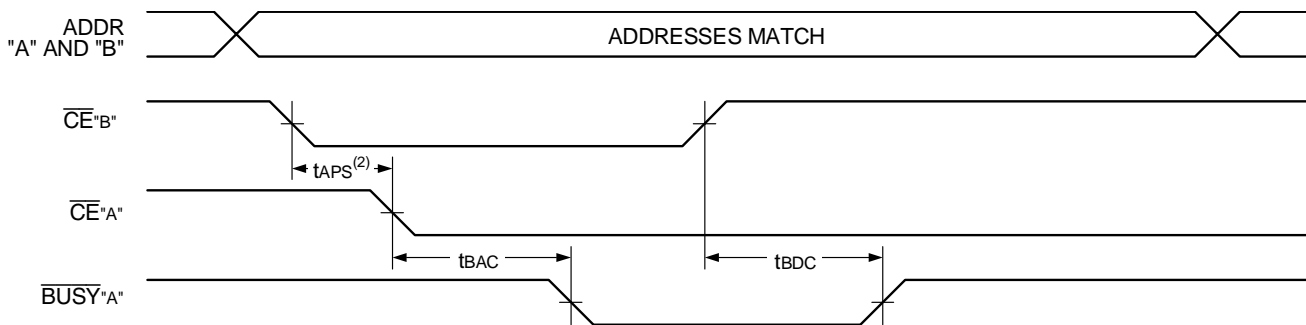 ADDR
"A" AND "B"
ADDRESSES MATCH
CE"B"
tAPS(2)
CE"A"
tBAC
tBDC
BUSY"A"